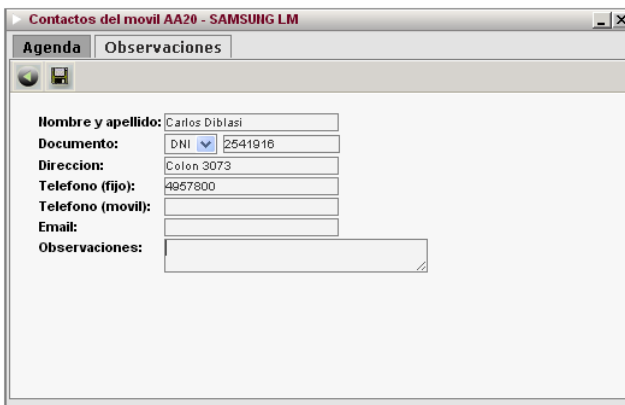 Contactos del movil AA20 - SAMSUNG LM
Agenda Observaciones
Nombre y apellido: Carlos Diblasi
Documento: DNI 2541916
Direccion: Colon 3073
Telefono (fijo): 4957800
Telefono (movil):
Email:
Observaciones: